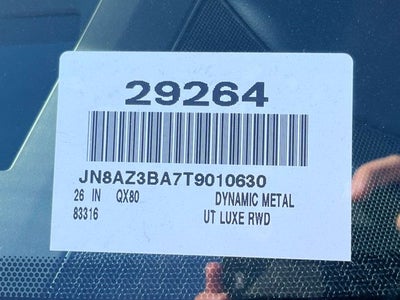 29264
JN8AZ3BA7T9010630
26 IN QX80 DYNAMIC METAL
83316 UT LUXE RWD